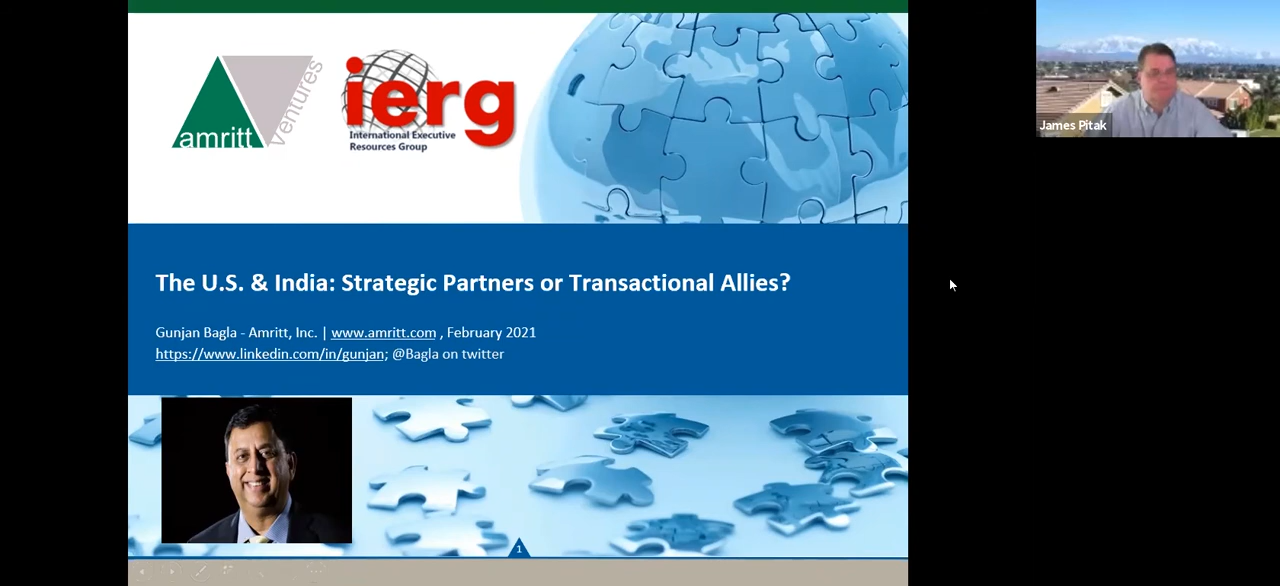 amritt
ventures
ierg
International Executive
Resources Group
James Pitak
The U.S. & India: Strategic Partners or Transactional Allies?
Gunjan Bagla - Amritt, Inc. | www.amritt.com , February 2021
https://www.linkedin.com/in/gunjan; @Bagla on twitter
1